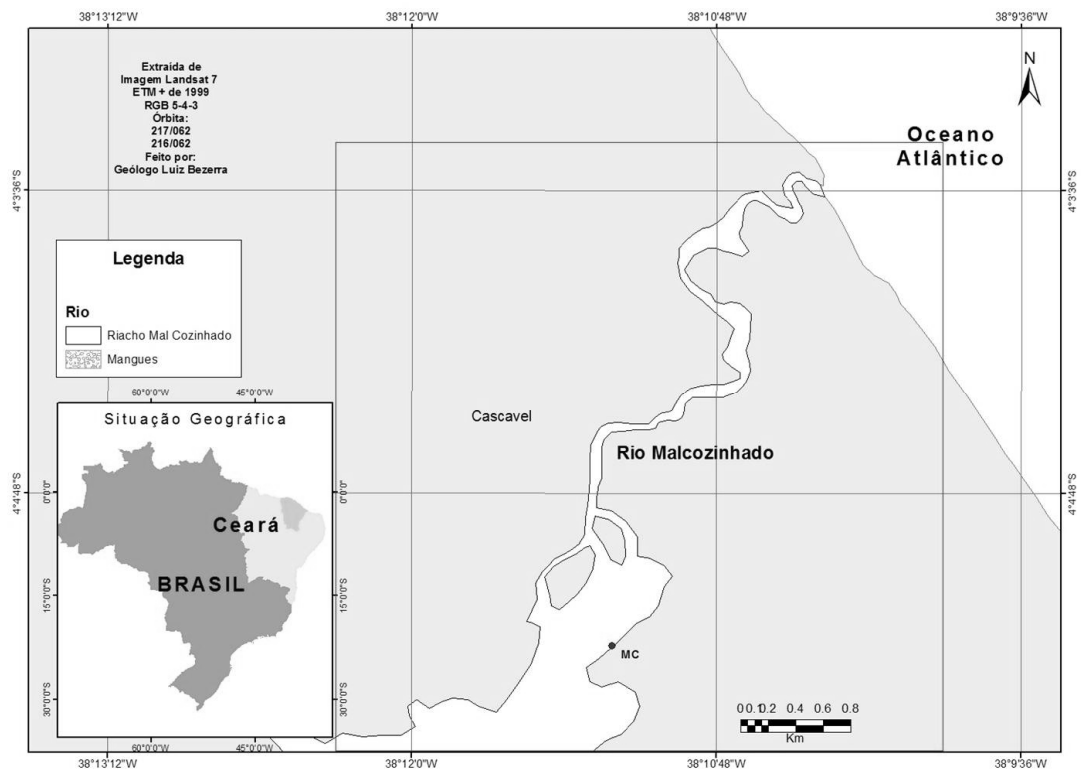 38°13'12"W
38°12'0"W
38°10'48"W
38°9'36"W
Extraida de
Imagem Landsat 7
ETM + de 1999
RGB 5-4-3
Órbita:
217/062
216/062
Feito por:
Geólogo Luiz Bezerra
N
Oceano
Atlântico
4°3'36"S
4°3'36"S
Legenda
Rio
Riacho Mal Cozinhado
Mangues
60°0'0"W
45°0'0"W
Situação Geográfica
Cascavel
Rio Malcozinhado
4°4'48"S
0°0'0"
0°0'0"
Ceará
BRASIL
15°0'0"S
15°0'0"S
MC
30°0'0"S
30°0'0"S
0 0.1 0.2 0.4 0.6 0.8
Km
60°0'0"W
45°0'0"W
38°13'12"W
38°12'0"W
38°10'48"W
38°9'36"W